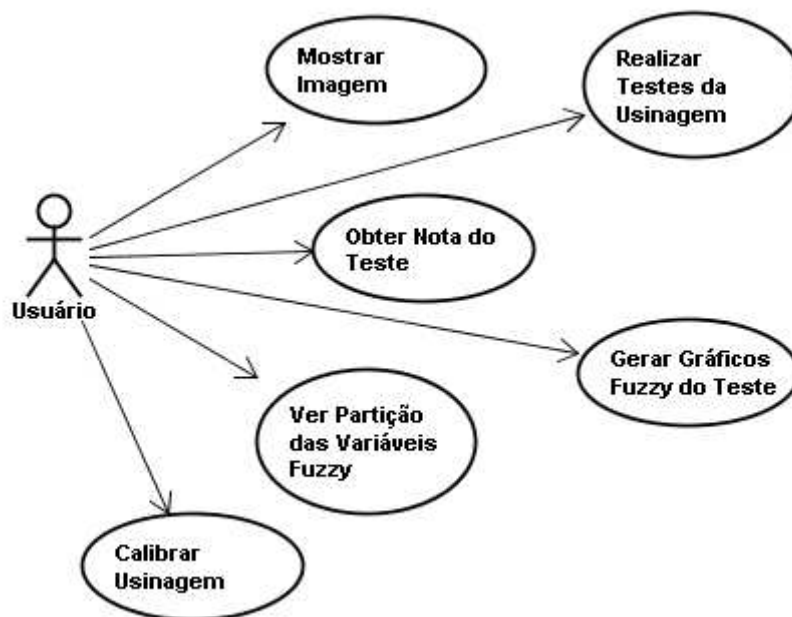 Mostrar
Imagem
Realizar
Testes da
Usinagem
Obter Nota do
Teste
Usuário
Gerar Gráficos
Fuzzy do Teste
Ver Partição
das Variáveis
Fuzzy
Calibrar
Usinagem